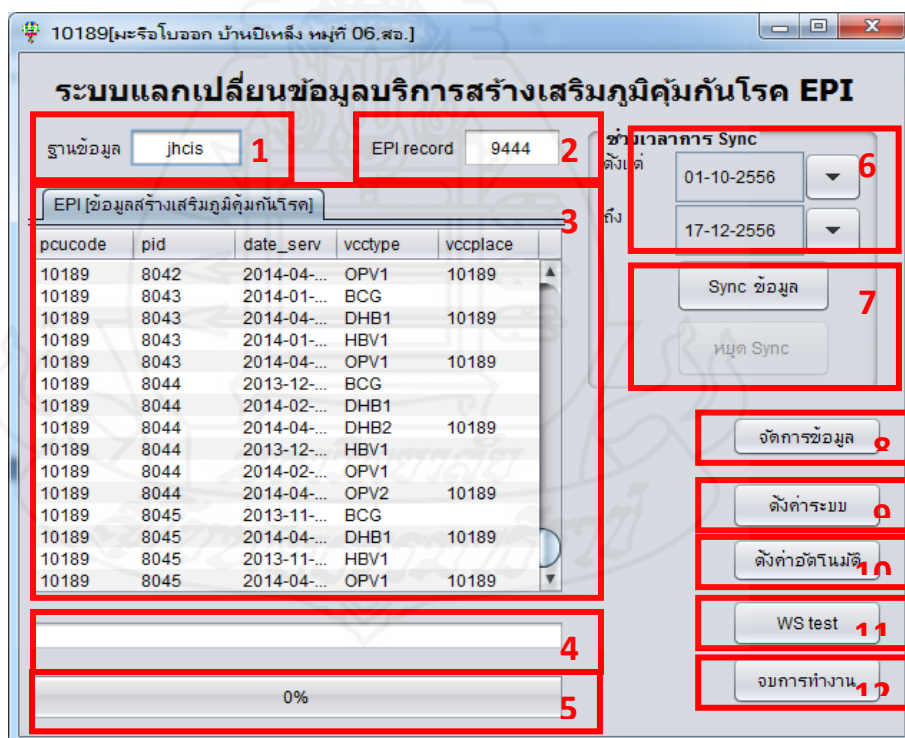 10189[มะรือโบออก บ้านปิเหล็ง หมู่ที่ 06,สอ.]
ระบบแลกเปลี่ยนข้อมูลบริการสร้างเสริมภูมิคุ้มกันโรค EPI
ฐานข้อมูล jhcis 1 EPI record 9444 2
ช่วงเวลาการ Sync
ตั้งแต่ 01-10-2556 6
ถึง 17-12-2556
EPI [ข้อมูลสร้างเสริมภูมิคุ้มกันโรค] 3
pcucode pid date_serv vcctype vccplace
10189 8042 2014-04-... OPV1 10189
10189 8043 2014-01-... BCG
10189 8043 2014-04-... DHB1 10189
10189 8043 2014-01-... HBV1
10189 8043 2014-04-... OPV1 10189
10189 8044 2013-12-... BCG
10189 8044 2014-02-... DHB1
10189 8044 2014-04-... DHB2 10189
10189 8044 2013-12-... HBV1
10189 8044 2014-02-... OPV1
10189 8044 2014-04-... OPV2 10189
10189 8045 2013-11-... BCG
10189 8045 2014-04-... DHB1 10189
10189 8045 2013-11-... HBV1
10189 8045 2014-04-... OPV1 10189
Sync ข้อมูล 7
หยุด Sync
จัดการข้อมูล 8
ตั้งค่าระบบ 9
ตั้งค่าอัตโนมัติ 10
WS test 11
จบการทำงาน 12
4
0% 5